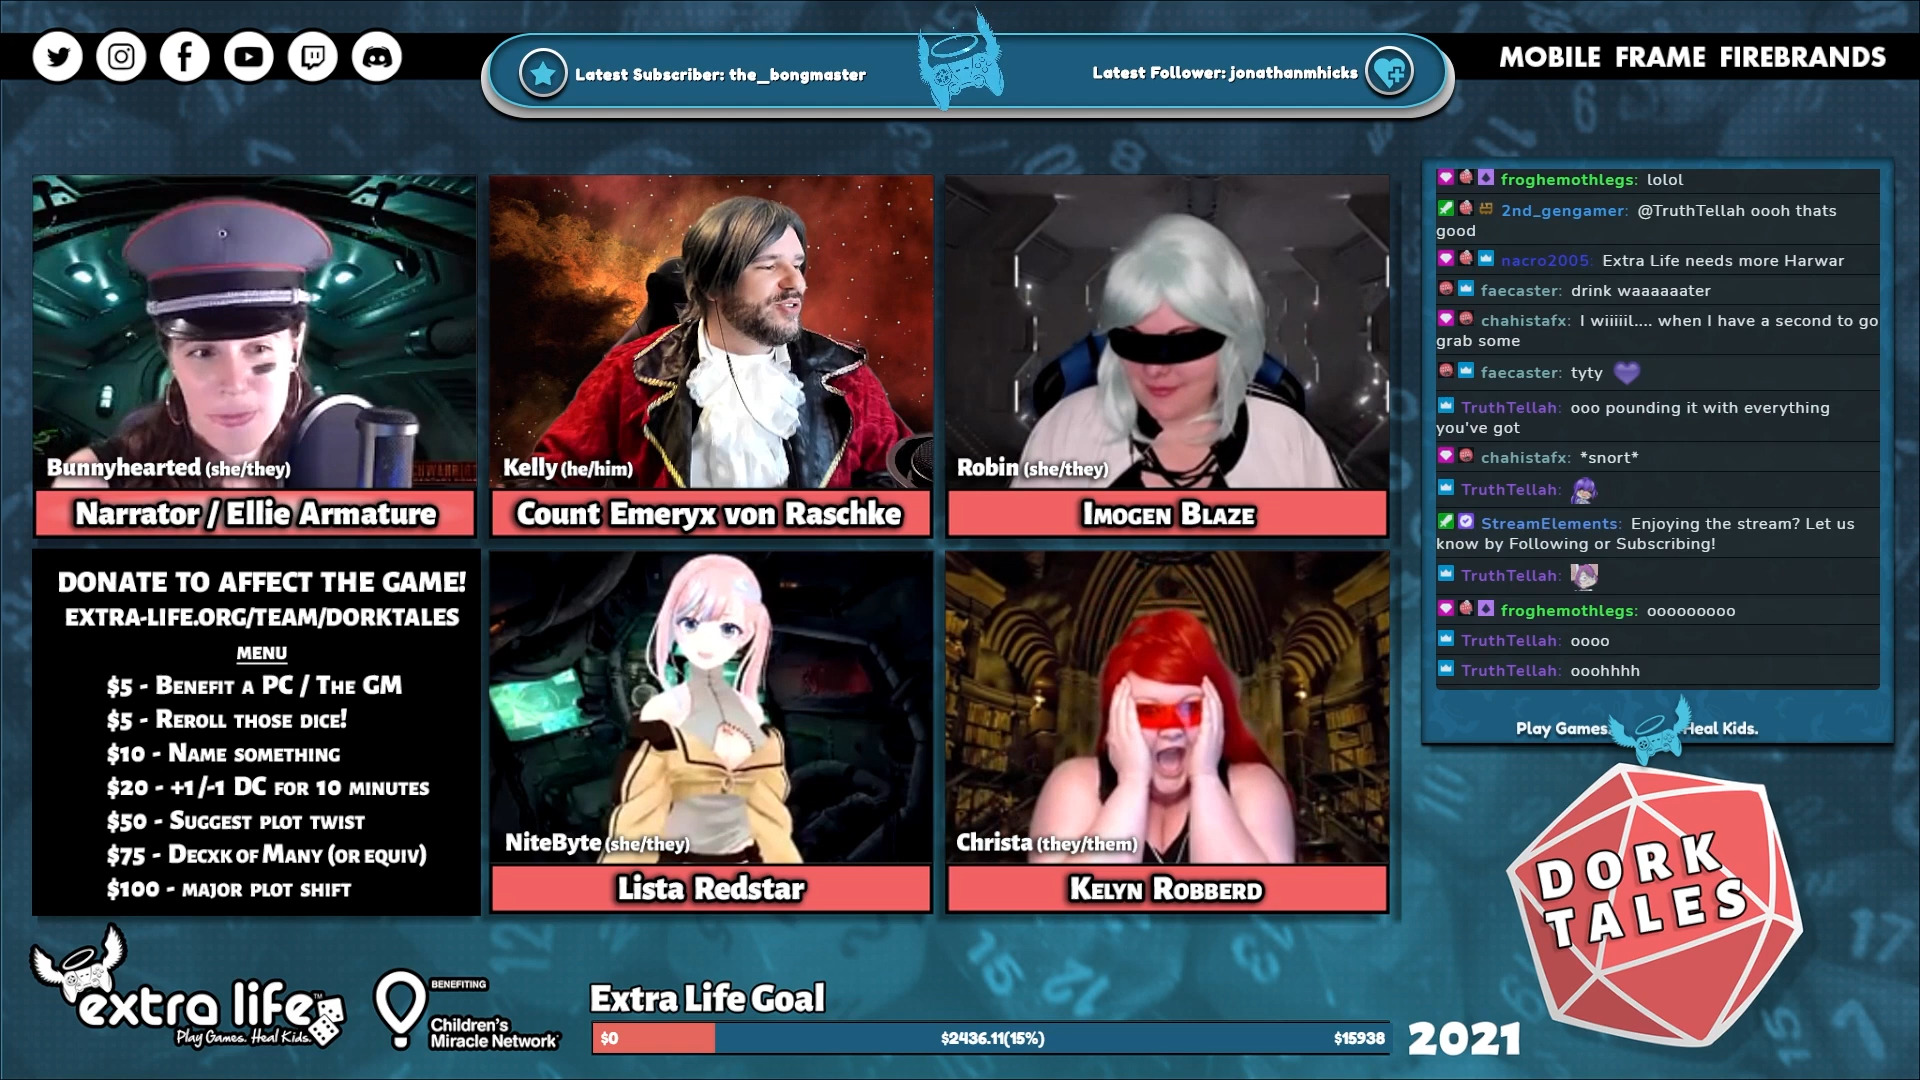 Latest Subscriber: the_bongmaster
Latest Follower: jonathanmhicks
MOBILE FRAME FIREBRANDS
Bunnyhearted (she/they)
Narrator / Ellie Armature
Kelly (he/him)
Count Emeryx von Raschke
Robin (she/they)
Imogen Blaze
DONATE TO AFFECT THE GAME!
EXTRA-LIFE.ORG/TEAM/DORKTALES
MENU
$5 - Benefit a PC / The GM
$5 - Reroll those dice!
$10 - Name something
$20 - +1/-1 DC for 10 minutes
$50 - Suggest plot twist
$75 - Decxk of Many (or equiv)
$100 - major plot shift
NiteByte (she/they)
Lista Redstar
Christa (they/them)
Kelyn Robberd
froghemothlegs: lolol
2nd_gengamer: @TruthTellah oooh thats
good
nacro2005: Extra Life needs more Harwar
faecaster: drink waaaaaater
chahistafx: I wiiiiil.... when I have a second to go
grab some
faecaster: tyty
TruthTellah: ooo pounding it with everything
you've got
chahistafx: *snort*
TruthTellah:
StreamElements: Enjoying the stream? Let us
know by Following or Subscribing!
TruthTellah:
froghemothlegs: ooooooooo
TruthTellah: oooo
TruthTellah: ooohhhh
Play Games. Heal Kids.
DORK
TALES
extra life™
Play Games. Heal Kids.
BENEFITING
Children's
Miracle Network
Extra Life Goal
$0
$2436.11(15%)
$15938
2021